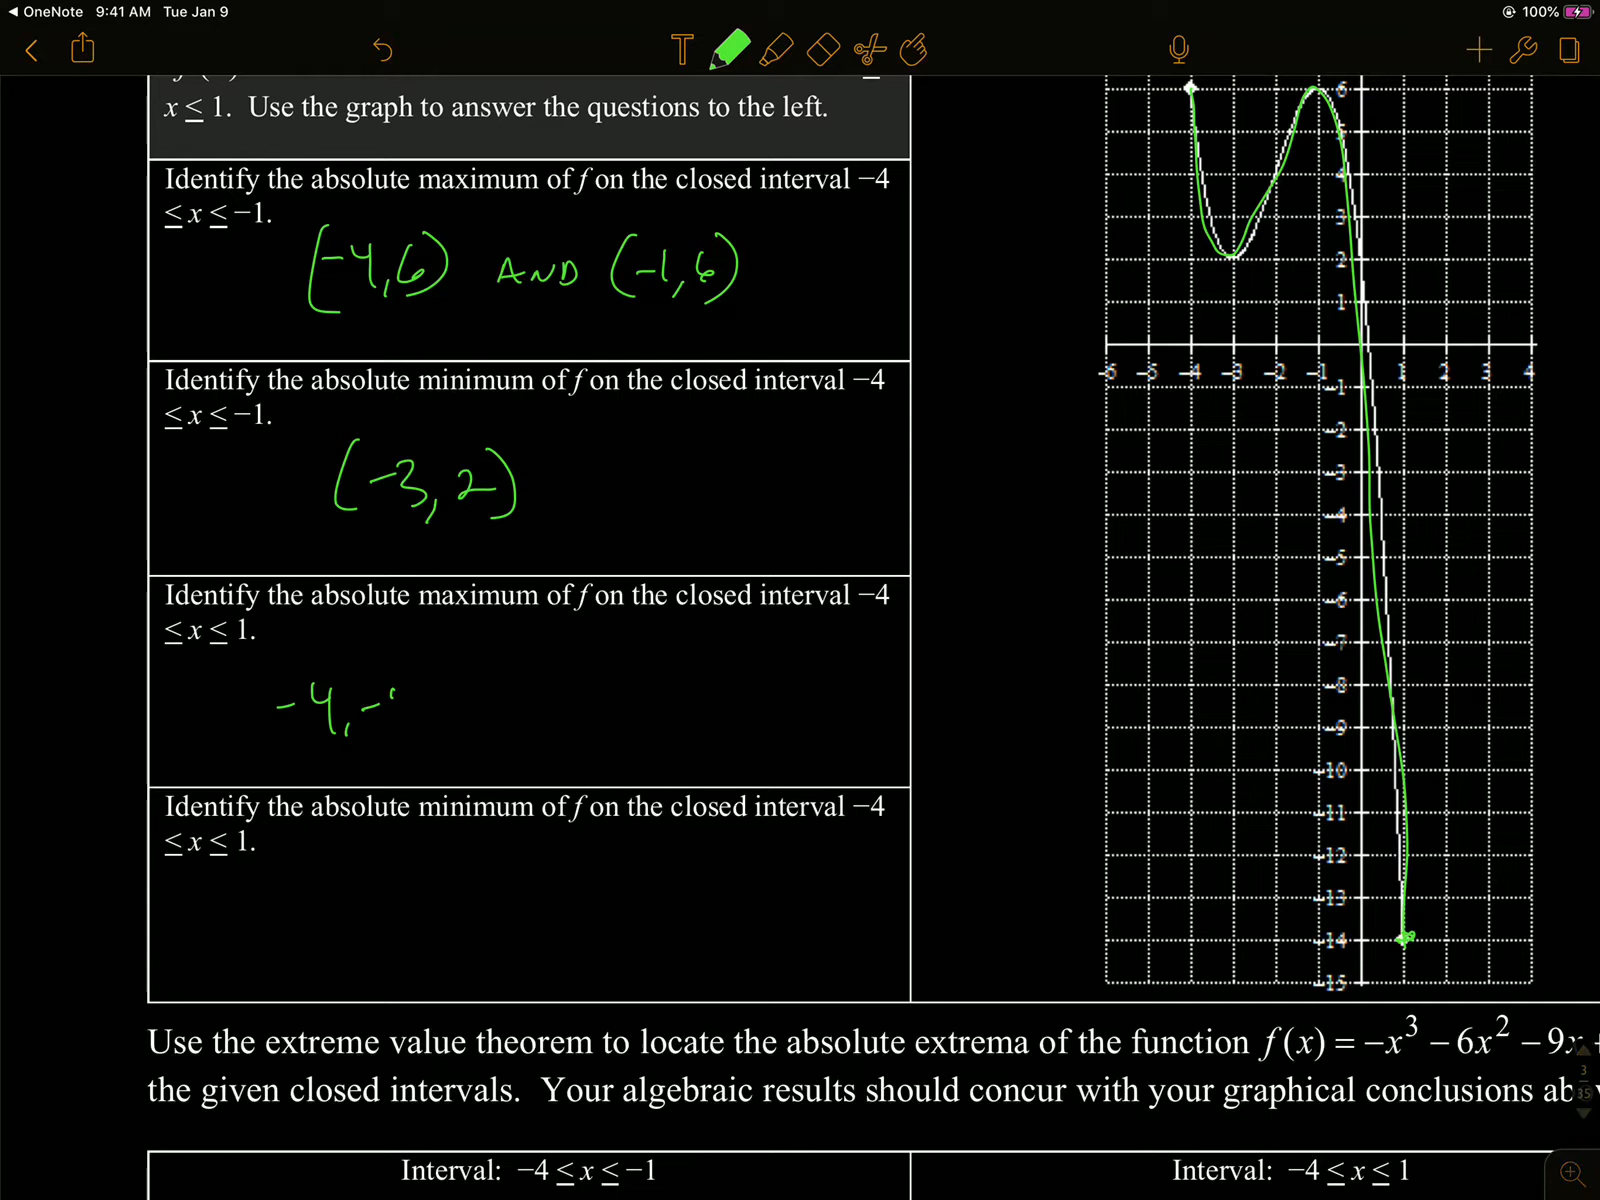 OneNote 9:41 AM Tue Jan 9 100%
T
x ≤ 1. Use the graph to answer the questions to the left.
Identify the absolute maximum of f on the closed interval −4
≤ x ≤ −1.
(-4,6) AND (-1,6)
Identify the absolute minimum of f on the closed interval −4
≤ x ≤ −1.
(-3,2)
Identify the absolute maximum of f on the closed interval −4
≤ x ≤ 1.
-4, -
Identify the absolute minimum of f on the closed interval −4
≤ x ≤ 1.
6
4
3
2
1
-6 -5 -4 -3 -2 -1 1 2 3 4
-1
-2
-3
-4
-5
-6
-7
-8
-9
-10
-11
-12
-13
-14
-15
Use the extreme value theorem to locate the absolute extrema of the function f(x) = −x³ − 6x² − 9x +
the given closed intervals. Your algebraic results should concur with your graphical conclusions ab
3
35
Interval: −4 ≤ x ≤ −1
Interval: −4 ≤ x ≤ 1